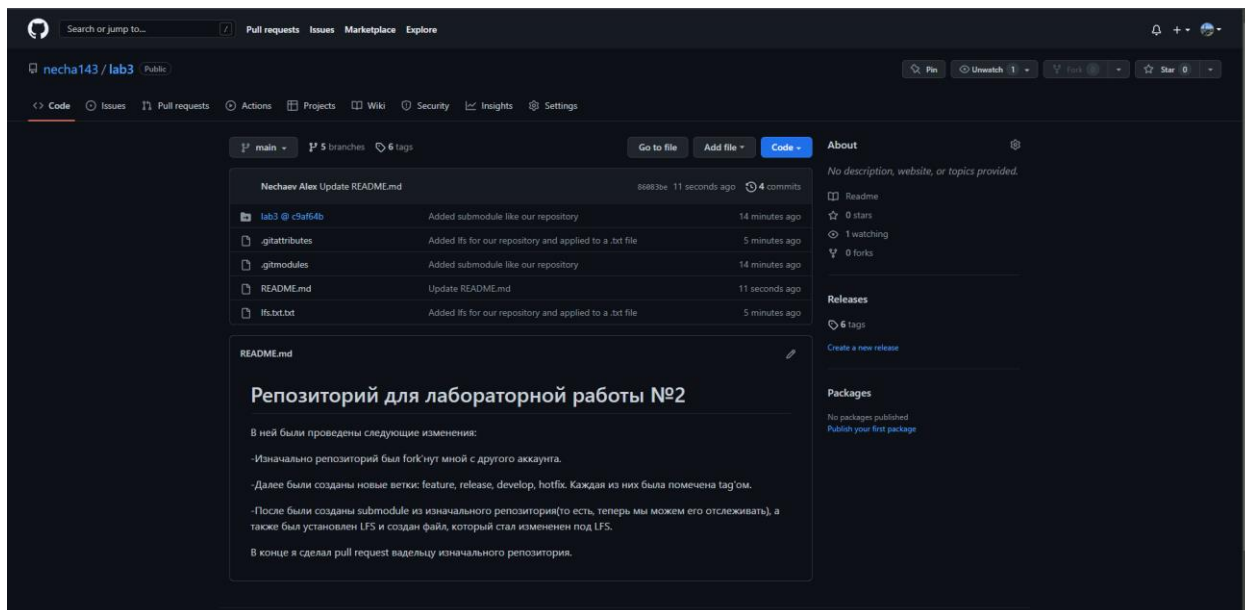 Search or jump to... / Pull requests Issues Marketplace Explore
necha143 / lab3 Public Pin Unwatch 1 Fork Star 0
Code Issues Pull requests Actions Projects Wiki Security Insights Settings
main 5 branches 6 tags Go to file Add file Code
Nechaev Alex Update README.md 86083be 11 seconds ago 4 commits
lab3 @ c9af64b Added submodule like our repository 14 minutes ago
.gitattributes Added lfs for our repository and applied to a .txt file 5 minutes ago
.gitmodules Added submodule like our repository 14 minutes ago
README.md Update README.md 11 seconds ago
lfs.txt.txt Added lfs for our repository and applied to a .txt file 5 minutes ago
README.md
Репозиторий для лабораторной работы №2
В ней были проведены следующие изменения:
-Изначально репозиторий был fork'нут мной с другого аккаунта.
-Далее были созданы новые ветки: feature, release, develop, hotfix. Каждая из них была помечена tag'ом.
-После были созданы submodule из изначального репозитория(то есть, теперь мы можем его отслеживать), а
также был установлен LFS и создан файл, который стал измененен под LFS.
В конце я сделал pull request вадельцу изначального репозитория.
About
No description, website, or topics provided.
Readme
0 stars
1 watching
0 forks
Releases
6 tags
Create a new release
Packages
No packages published
Publish your first package